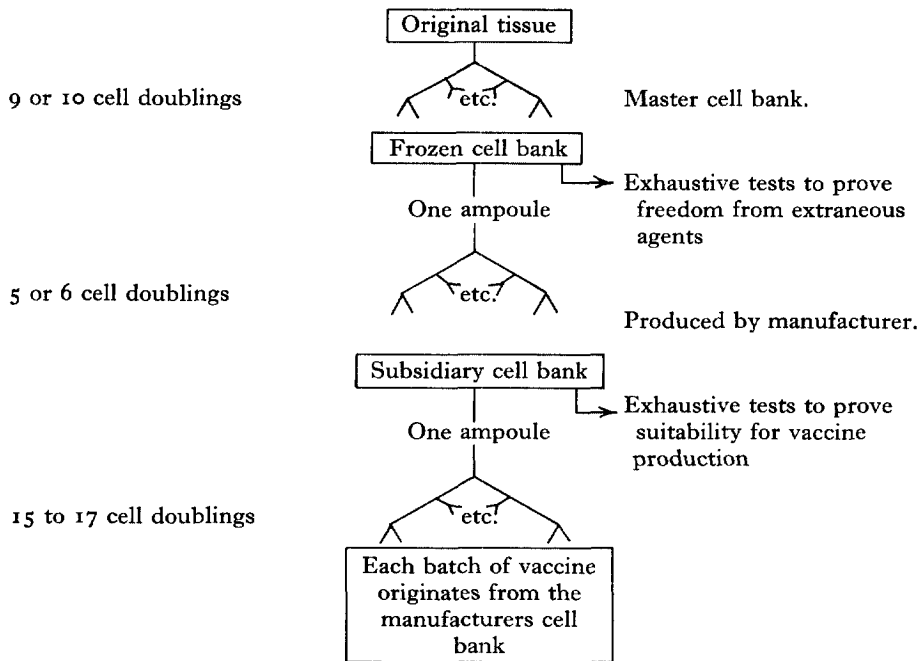 Original tissue
9 or 10 cell doublings
etc.
Master cell bank.
Frozen cell bank
Exhaustive tests to prove
freedom from extraneous
agents
One ampoule
5 or 6 cell doublings
etc.
Produced by manufacturer.
Subsidiary cell bank
Exhaustive tests to prove
suitability for vaccine
production
One ampoule
15 to 17 cell doublings
etc.
Each batch of vaccine
originates from the
manufacturers cell
bank